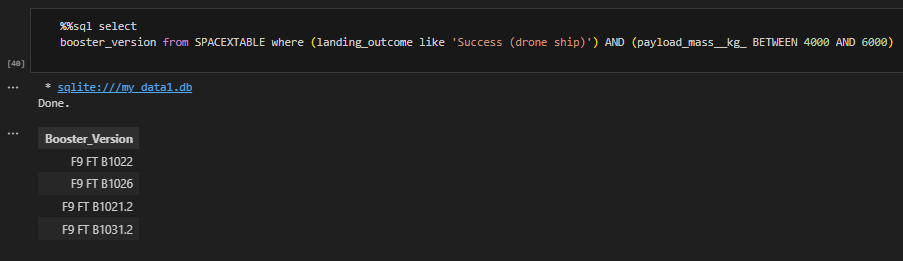 %%sql select
booster_version from SPACEXTABLE where (landing_outcome like 'Success (drone ship)') AND (payload_mass__kg_ BETWEEN 4000 AND 6000)
[40]
... * sqlite:///my_data1.db
Done.
...
Booster_Version
F9 FT B1022
F9 FT B1026
F9 FT B1021.2
F9 FT B1031.2